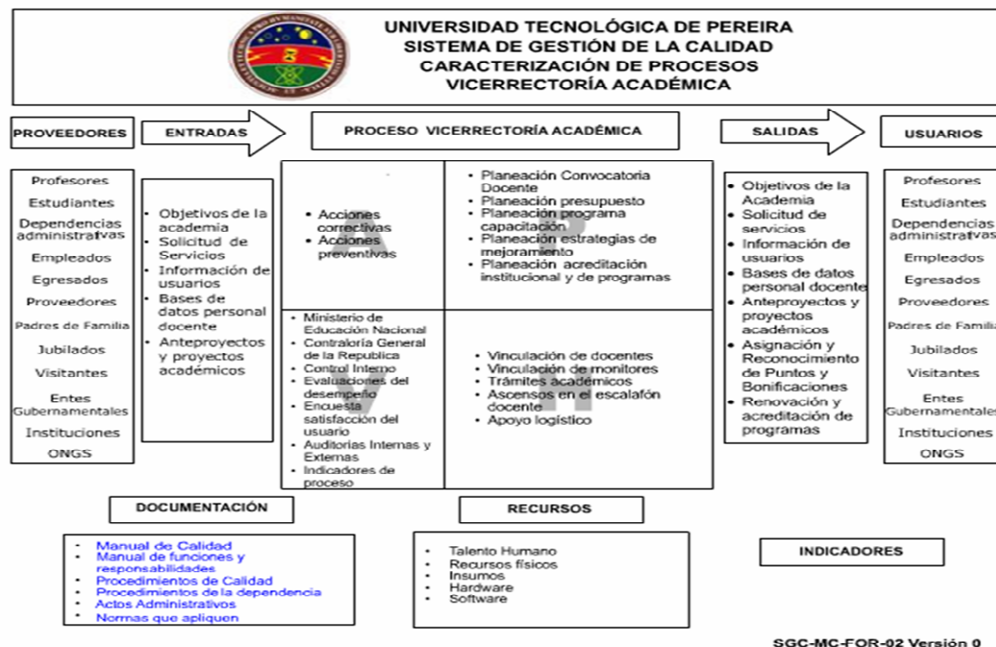 UNIVERSIDAD TECNOLÓGICA DE PEREIRA
SISTEMA DE GESTIÓN DE LA CALIDAD
CARACTERIZACIÓN DE PROCESOS
VICERRECTORÍA ACADÉMICA
PROVEEDORES
ENTRADAS
PROCESO VICERRECTORÍA ACADÉMICA
SALIDAS
USUARIOS
Profesores
Estudiantes
Dependencias
administrativas
Empleados
Egresados
Proveedores
Padres de Familia
Jubilados
Visitantes
Entes
Gubernamentales
Instituciones
ONGS
• Objetivos de la
academia
• Solicitud de
Servicios
• Información de
usuarios
• Bases de
datos personal
docente
• Anteproyectos
y proyectos
académicos
A
• Acciones
correctivas
• Acciones
preventivas
P
• Planeación Convocatoria
Docente
• Planeación presupuesto
• Planeación programa
capacitación
• Planeación estrategias de
mejoramiento
• Planeación acreditación
institucional y de programas
V
• Ministerio de
Educación Nacional
• Contraloría General
de la Republica
• Control Interno
• Evaluaciones del
desempeño
• Encuesta
satisfacción del
usuario
• Auditorias Internas y
Externas
• Indicadores de
proceso
H
• Vinculación de docentes
• Vinculación de monitores
• Trámites académicos
• Ascensos en el escalafón
docente
• Apoyo logístico
• Objetivos de la
Academia
• Solicitud de
servicios
• Información de
usuarios
• Bases de datos
personal docente
• Anteproyectos y
proyectos
académicos
• Asignación y
Reconocimiento
de Puntos y
Bonificaciones
• Renovación y
acreditación de
programas
Profesores
Estudiantes
Dependencias
administrativas
Empleados
Egresados
Proveedores
Padres de Familia
Jubilados
Visitantes
Entes
Gubernamentales
Instituciones
ONGS
DOCUMENTACIÓN
• Manual de Calidad
• Manual de funciones y
responsabilidades
• Procedimientos de Calidad
• Procedimientos de la dependencia
• Actos Administrativos
• Normas que apliquen
RECURSOS
• Talento Humano
• Recursos físicos
• Insumos
• Hardware
• Software
INDICADORES
SGC-MC-FOR-02 Versión 0